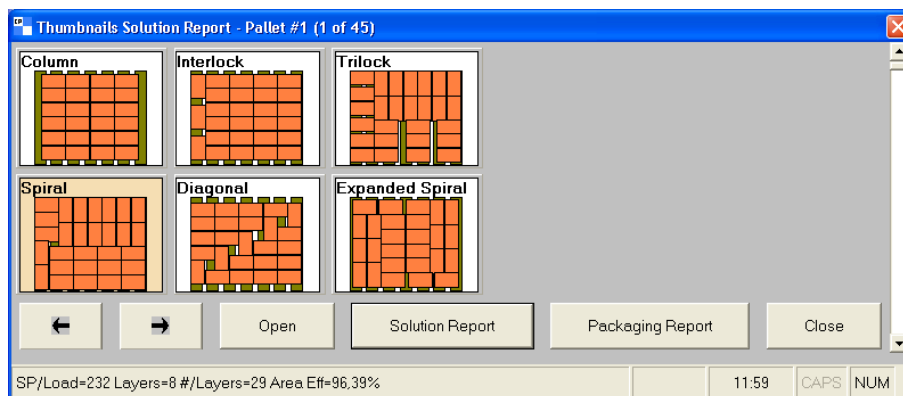 CP Thumbnails Solution Report - Pallet #1 (1 of 45)
Column Interlock Trilock
Spiral Diagonal Expanded Spiral
Open Solution Report Packaging Report Close
SP/Load=232 Layers=8 #/Layers=29 Area Eff=96,39% 11:59 CAPS NUM